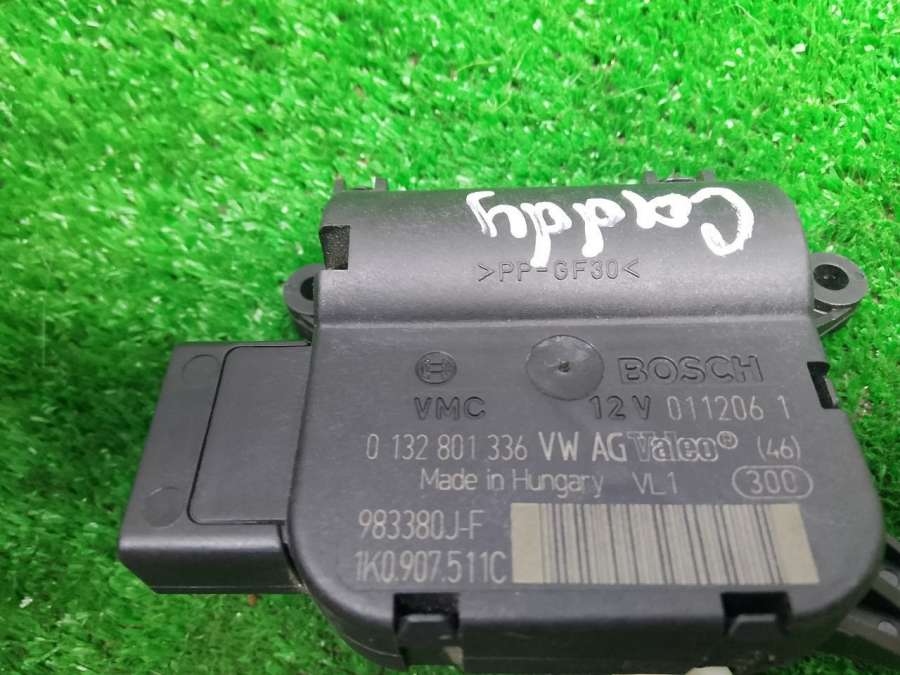 Caddy
>PP-GF30<
BOSCH
VMC 12V 011206 1
0 132 801 336 VW AG Valeo® (46)
Made in Hungary VL1 300
983380J-F
1K0.907.511C